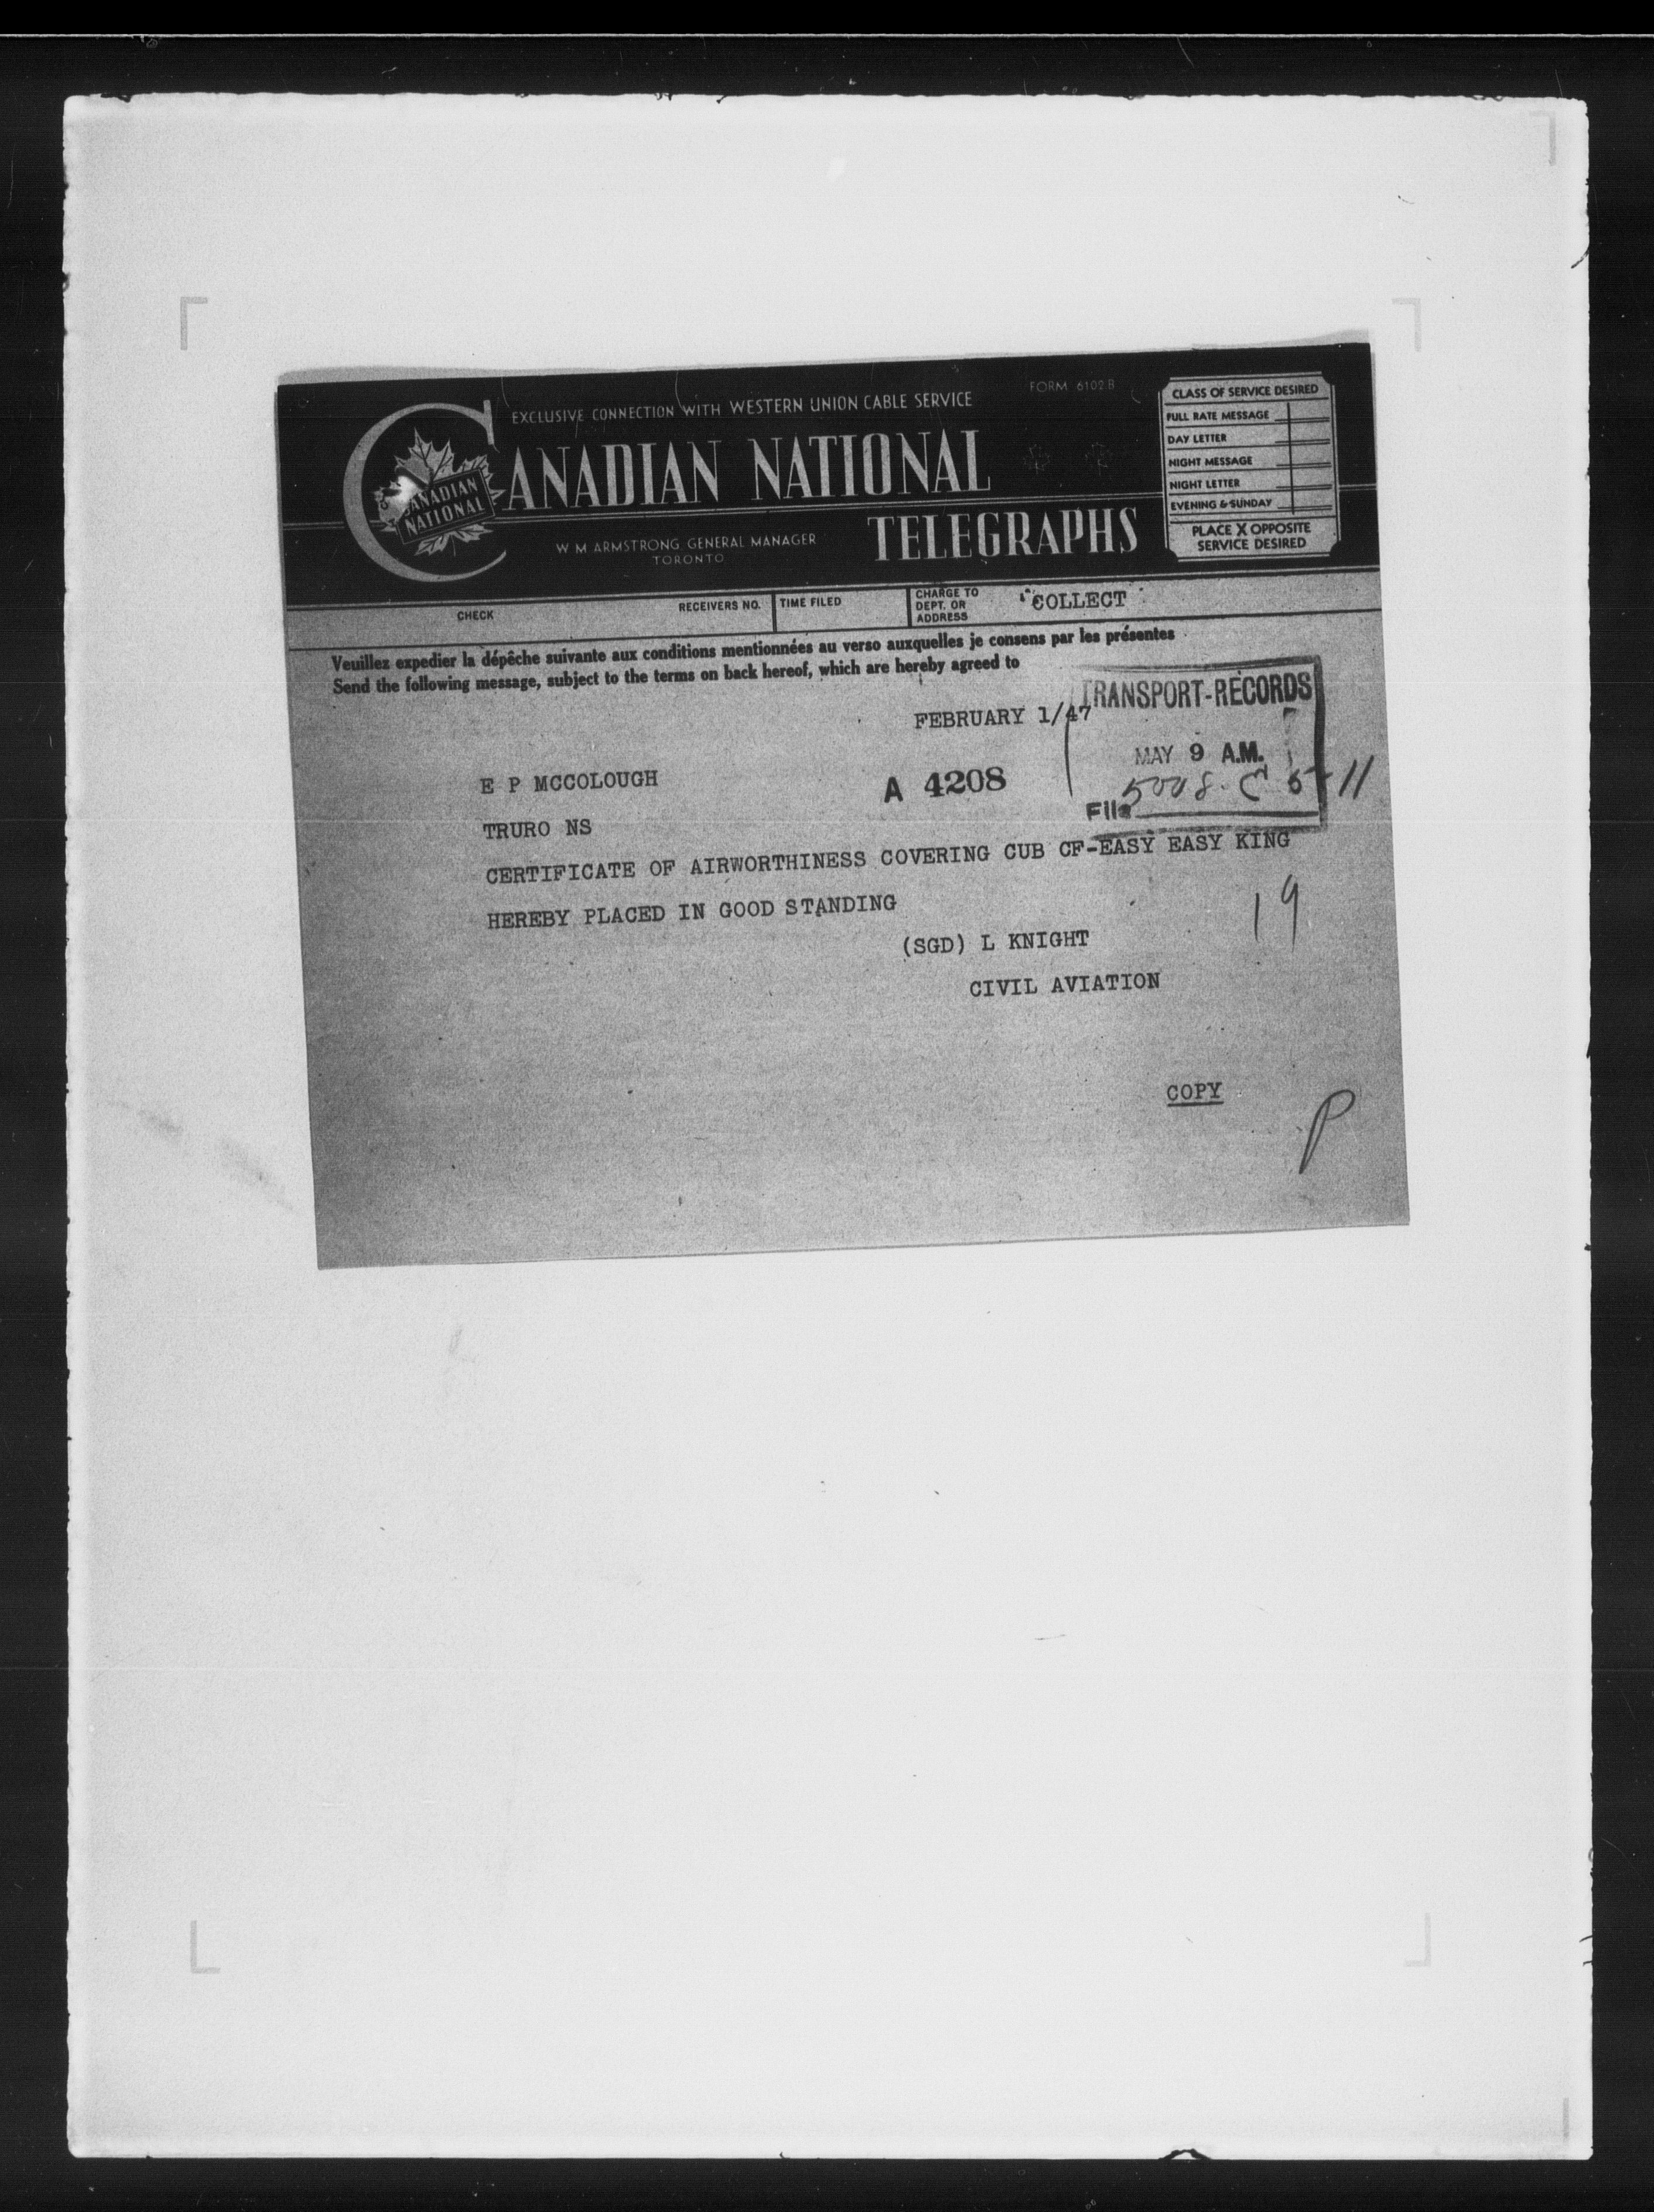 EXCLUSIVE CONNECTION WITH WESTERN UNION CABLE SERVICE
FORM 6102 B
CANADIAN NATIONAL
CANADIAN NATIONAL
TELEGRAPHS
W M ARMSTRONG GENERAL MANAGER
TORONTO
CLASS OF SERVICE DESIRED
FULL RATE MESSAGE
DAY LETTER
NIGHT MESSAGE
NIGHT LETTER
EVENING & SUNDAY
PLACE X OPPOSITE
SERVICE DESIRED
CHECK
RECEIVERS NO.
TIME FILED
CHARGE TO
DEPT. OR
ADDRESS
COLLECT
Veuillez expedier la dépêche suivante aux conditions mentionnées au verso auxquelles je consens par les présentes
Send the following message, subject to the terms on back hereof, which are hereby agreed to
FEBRUARY 1/47
TRANSPORT-RECORDS
MAY 9 A.M.
File 5008-C 5-11
E P MCCOLOUGH
A 4208
TRURO NS
CERTIFICATE OF AIRWORTHINESS COVERING CUB CF-EASY EASY KING
HEREBY PLACED IN GOOD STANDING
19
(SGD) L KNIGHT
CIVIL AVIATION
COPY
P